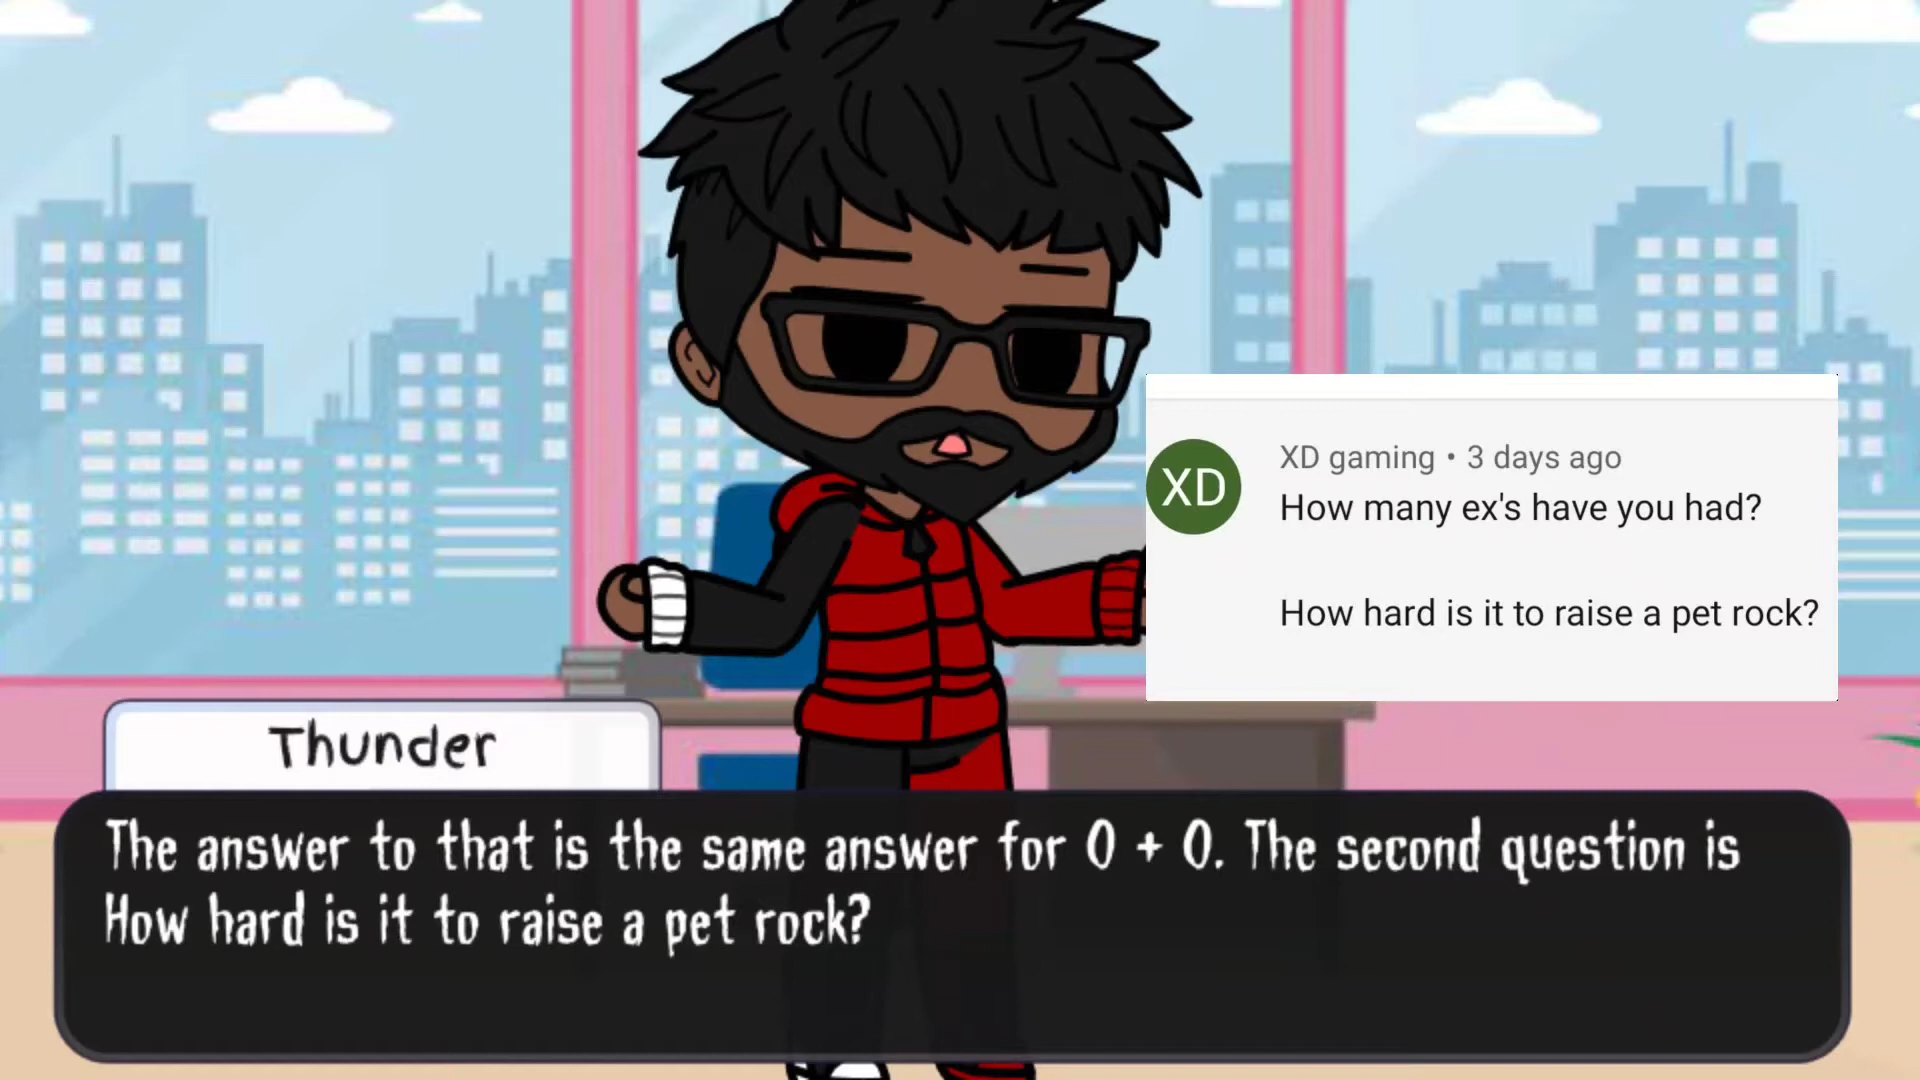 XD
XD gaming • 3 days ago
How many ex's have you had?
How hard is it to raise a pet rock?
Thunder
The answer to that is the same answer for 0 + 0. The second question is
How hard is it to raise a pet rock?